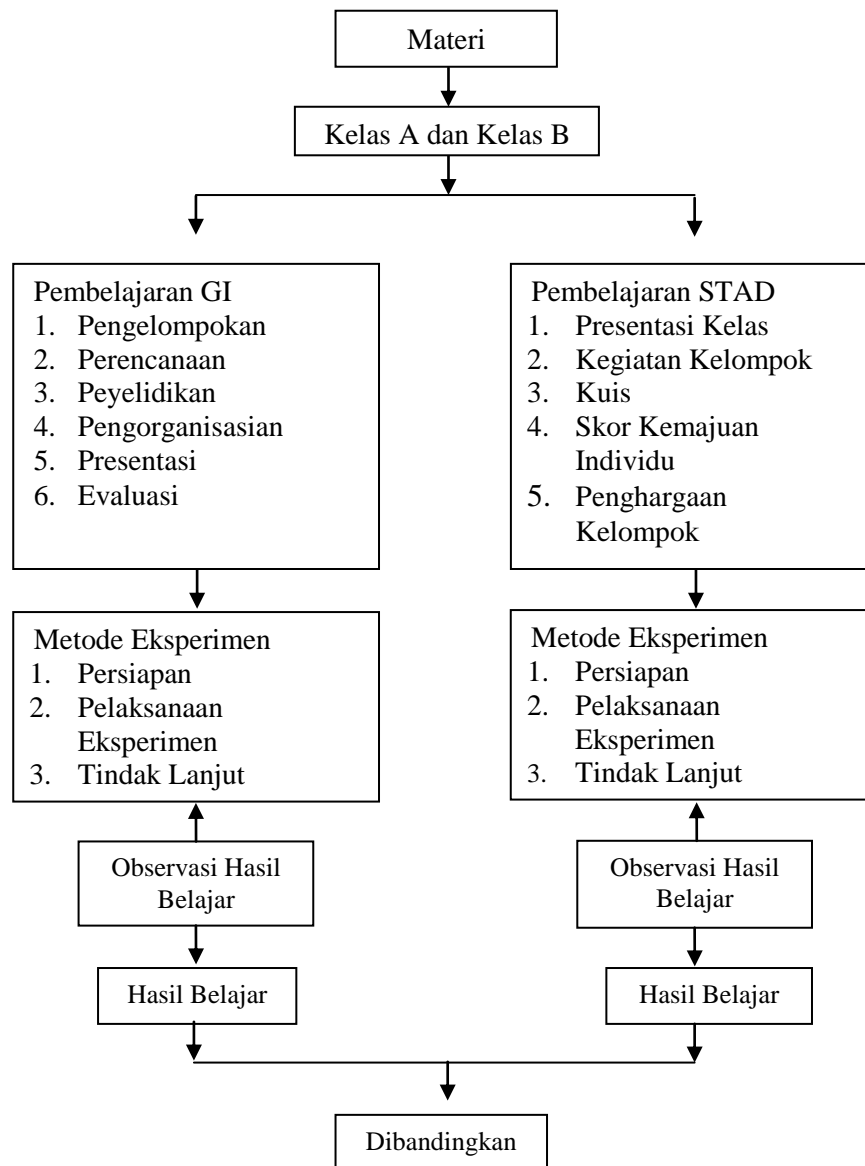 Materi
Kelas A dan Kelas B
Pembelajaran GI
1. Pengelompokan
2. Perencanaan
3. Peyelidikan
4. Pengorganisasian
5. Presentasi
6. Evaluasi
Pembelajaran STAD
1. Presentasi Kelas
2. Kegiatan Kelompok
3. Kuis
4. Skor Kemajuan
Individu
5. Penghargaan
Kelompok
Metode Eksperimen
1. Persiapan
2. Pelaksanaan
Eksperimen
3. Tindak Lanjut
Metode Eksperimen
1. Persiapan
2. Pelaksanaan
Eksperimen
3. Tindak Lanjut
Observasi Hasil
Belajar
Observasi Hasil
Belajar
Hasil Belajar
Hasil Belajar
Dibandingkan